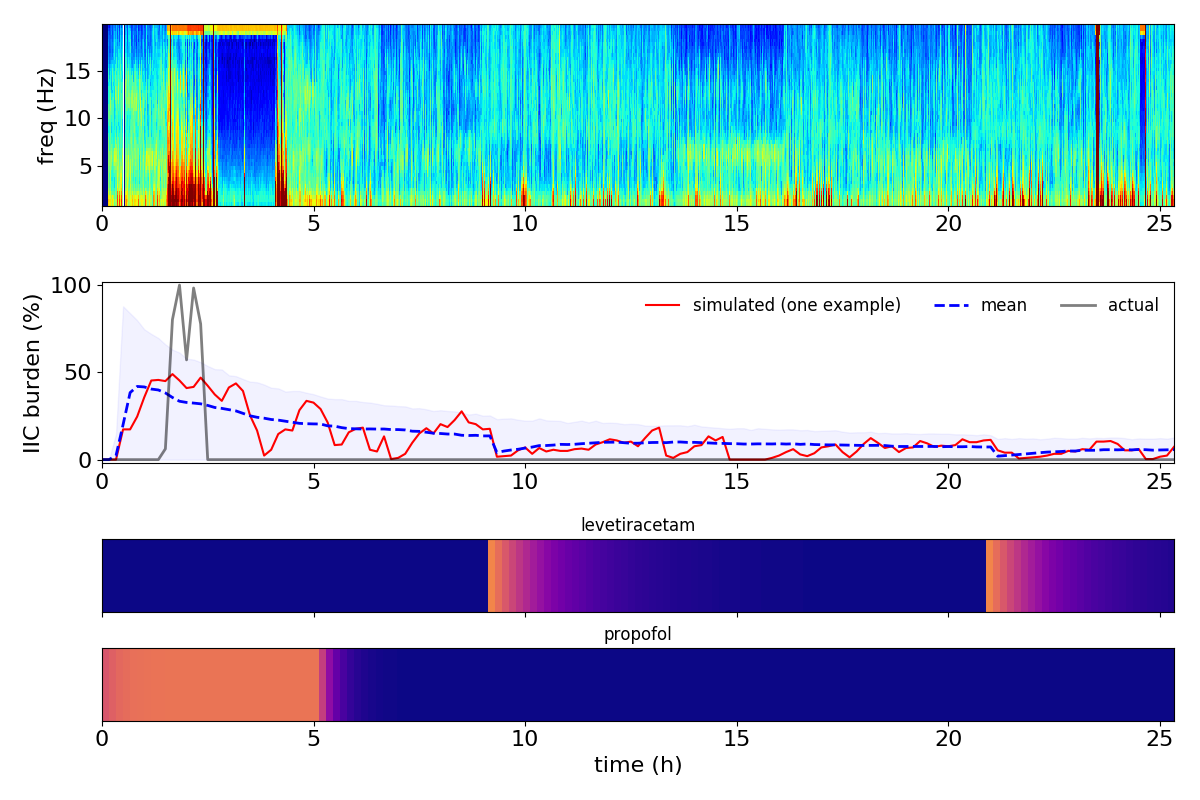 freq (Hz)
15
10
5
0 5 10 15 20 25
IIC burden (%)
100
50
0
simulated (one example) mean actual
0 5 10 15 20 25
levetiracetam
propofol
0 5 10 15 20 25
time (h)